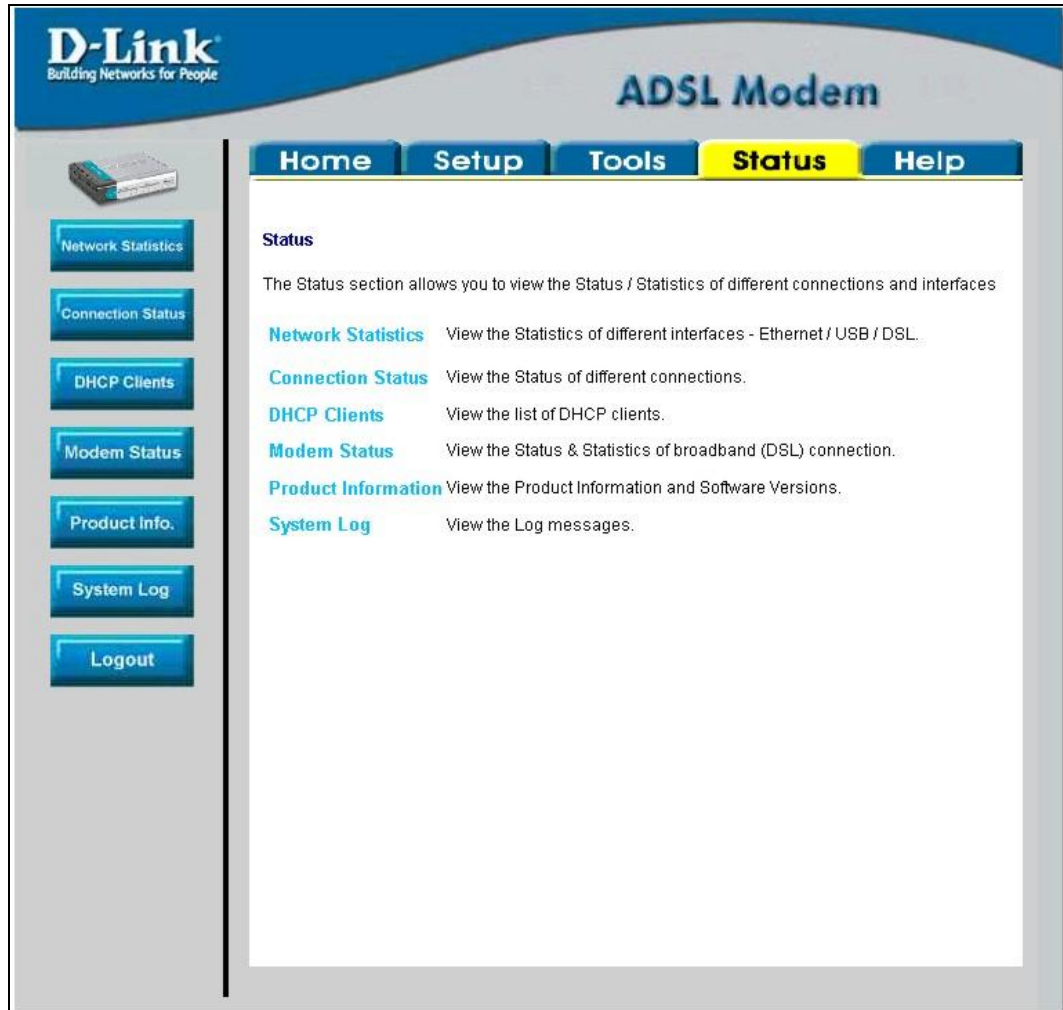 D-Link
Building Networks for People
ADSL Modem
Home Setup Tools Status Help
Network Statistics
Connection Status
DHCP Clients
Modem Status
Product Info.
System Log
Logout
Status
The Status section allows you to view the Status / Statistics of different connections and interfaces
Network Statistics View the Statistics of different interfaces - Ethernet / USB / DSL.
Connection Status View the Status of different connections.
DHCP Clients View the list of DHCP clients.
Modem Status View the Status & Statistics of broadband (DSL) connection.
Product Information View the Product Information and Software Versions.
System Log View the Log messages.